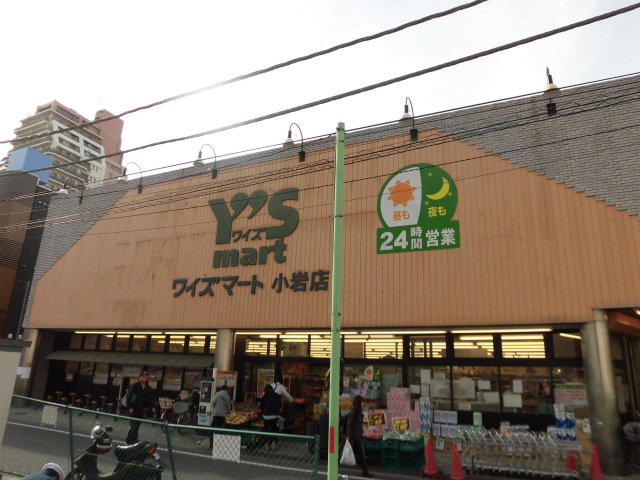 Y'S
ワイズ
mart
ワイズマート 小岩店
昼も
夜も
24時間営業